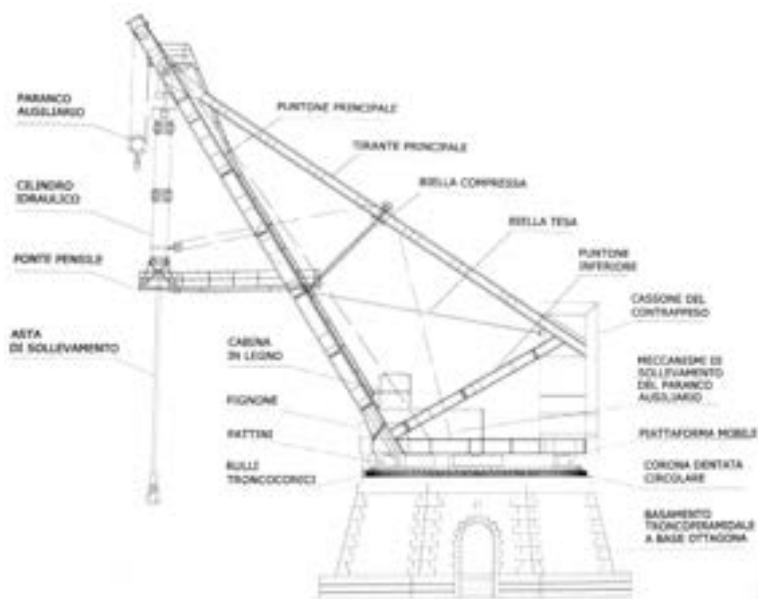 PARANCO
AUSILIARIO
CILINDRO
IDRAULICO
PONTE PENSILE
ASTA
DI SOLLEVAMENTO
PUNTONE PRINCIPALE
TIRANTE PRINCIPALE
BIELLA COMPRESSA
BIELLA TESA
PUNTONE
INFERIORE
CASSONE DEL
CONTRAPPESO
CABINA
IN LEGNO
PIGNONE
PATTINI
RULLI
TRONCOCONICI
MECCANISMI DI
SOLLEVAMENTO
DEL PARANCO
AUSILIARIO
PIATTAFORMA MOBILE
CORONA DENTATA
CIRCOLARE
BASAMENTO
TRONCOPIRAMIDALE
A BASE OTTAGONA